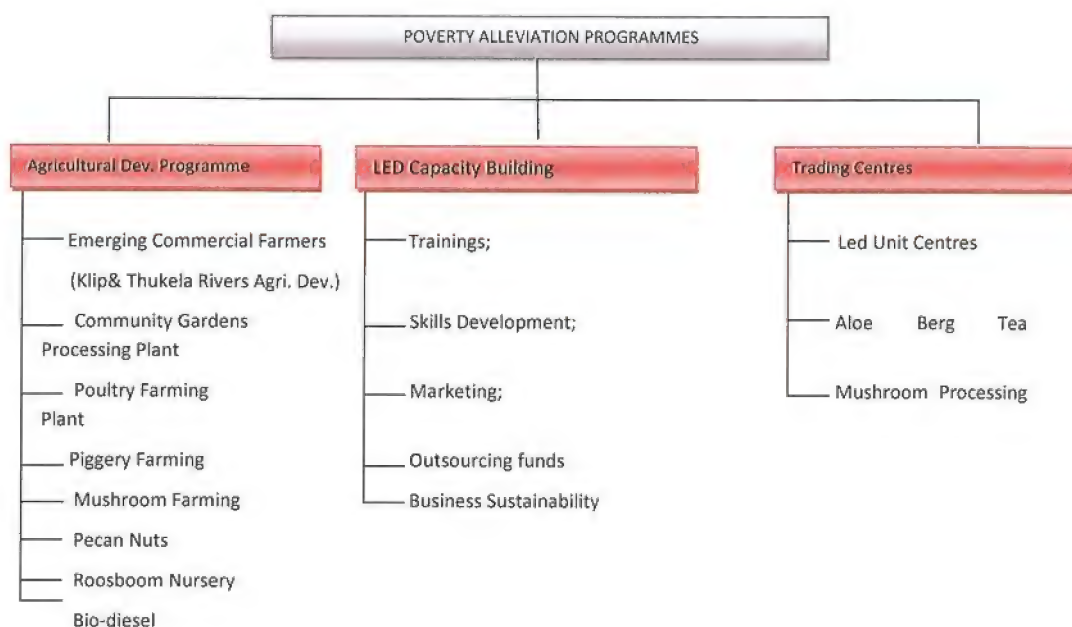 POVERTY ALLEVIATION PROGRAMMES
Agricultural Dev. Programme
Emerging Commercial Farmers
(Klip& Thukela Rivers Agri. Dev.)
Community Gardens
Processing Plant
Poultry Farming
Plant
Piggery Farming
Mushroom Farming
Pecan Nuts
Roosboom Nursery
Bio-diesel
LED Capacity Building
Trainings;
Skills Development;
Marketing;
Outsourcing funds
Business Sustainability
Trading Centres
Led Unit Centres
Aloe Berg Tea
Mushroom Processing